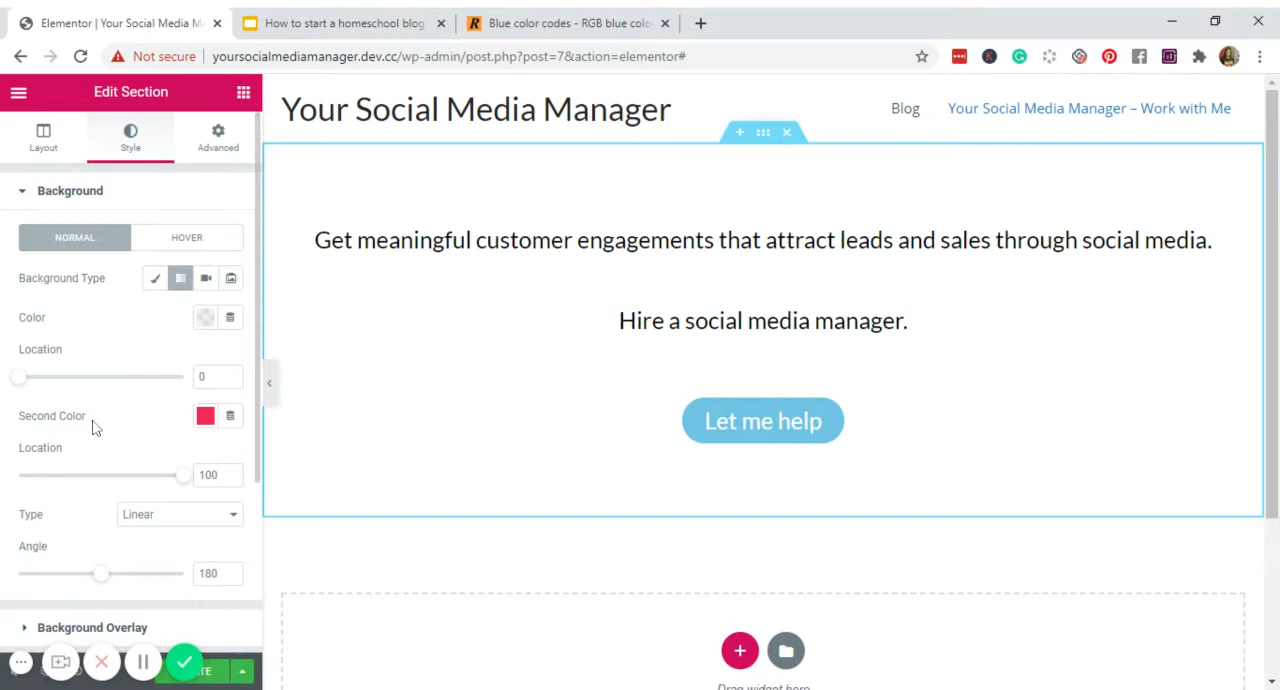 Elementor | Your Social Media M
How to start a homeschool blog
Blue color codes - RGB blue colo
Not secure
yoursocialmediamanager.dev.cc/wp-admin/post.php?post=7&action=elementor#
Edit Section
Layout
Style
Advanced
Background
NORMAL
HOVER
Background Type
Color
Location
0
Second Color
Location
100
Type
Linear
Angle
180
Background Overlay
TE
Your Social Media Manager
Blog
Your Social Media Manager – Work with Me
Get meaningful customer engagements that attract leads and sales through social media.
Hire a social media manager.
Let me help
Drag widget here